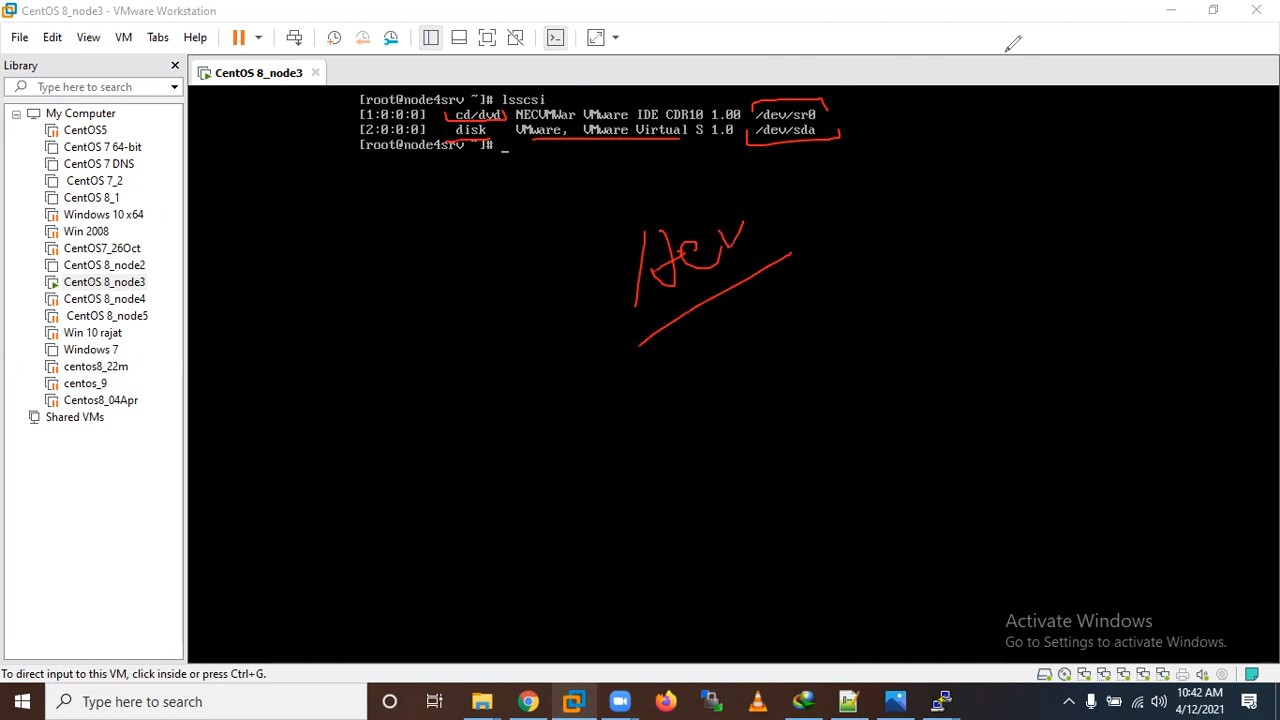 CentOS 8_node3 - VMware Workstation
File Edit View VM Tabs Help
Library
Type here to search
My Computer
CentOS5
CentOS 7 64-bit
CentOS 7 DNS
CentOS 7_2
CentOS 8_1
Windows 10 x64
Win 2008
CentOS7_26Oct
CentOS 8_node2
CentOS 8_node3
CentOS 8_node4
CentOS 8_node5
Win 10 rajat
Windows 7
centos8_22m
centos_9
Centos8_04Apr
Shared VMs
CentOS 8_node3
[root@node4srv ~]# lsscsi
[1:0:0:0] cd/dvd NECVMWar VMware IDE CDR10 1.00 /dev/sr0
[2:0:0:0] disk VMware, VMware Virtual S 1.0 /dev/sda
[root@node4srv ~]# _
/dev
Activate Windows
Go to Settings to activate Windows.
To direct input to this VM, click inside or press Ctrl+G.
Type here to search
10:42 AM
4/12/2021